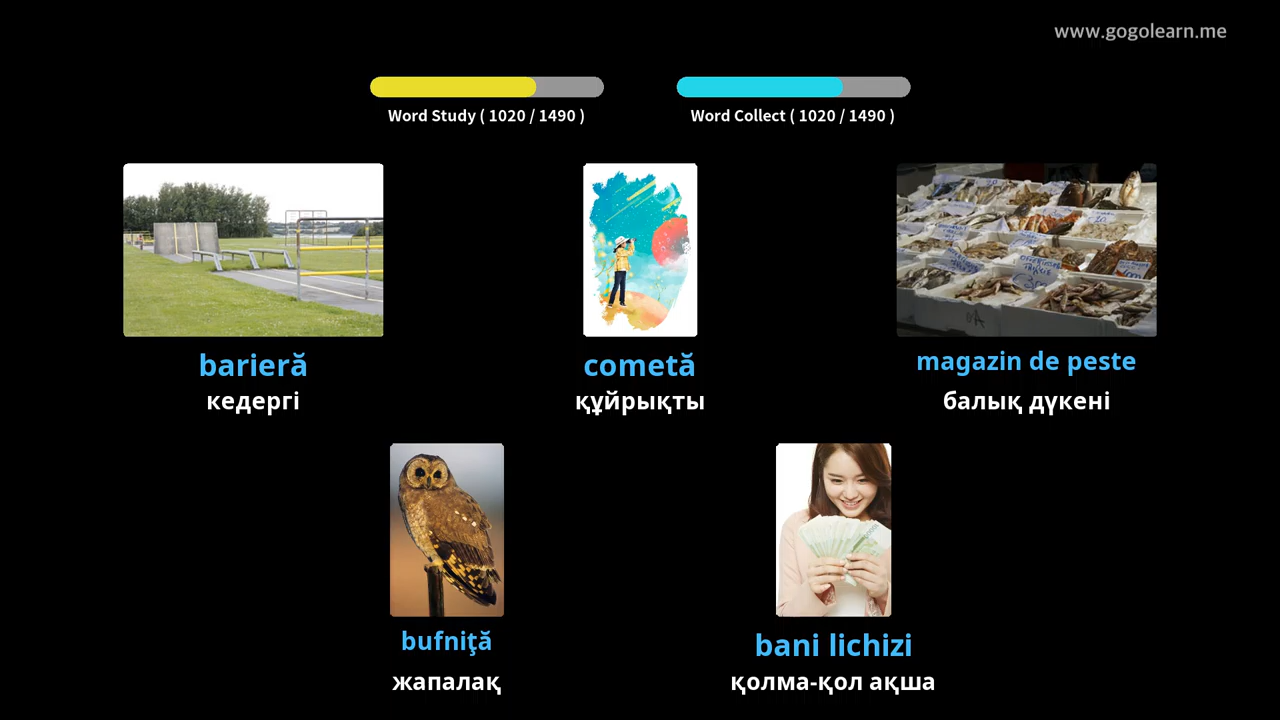 www.gogolearn.me
Word Study ( 1020 / 1490 )
Word Collect ( 1020 / 1490 )
barieră
cometă
magazin de peste
кедергі
құйрықты
балық дүкені
bufniţă
bani lichizi
жапалақ
қолма-қол ақша